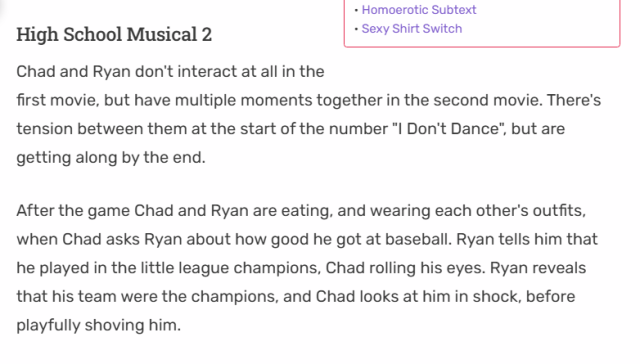 • Homoerotic Subtext
• Sexy Shirt Switch
High School Musical 2
Chad and Ryan don't interact at all in the
first movie, but have multiple moments together in the second movie. There's
tension between them at the start of the number "I Don't Dance", but are
getting along by the end.
After the game Chad and Ryan are eating, and wearing each other's outfits,
when Chad asks Ryan about how good he got at baseball. Ryan tells him that
he played in the little league champions, Chad rolling his eyes. Ryan reveals
that his team were the champions, and Chad looks at him in shock, before
playfully shoving him.